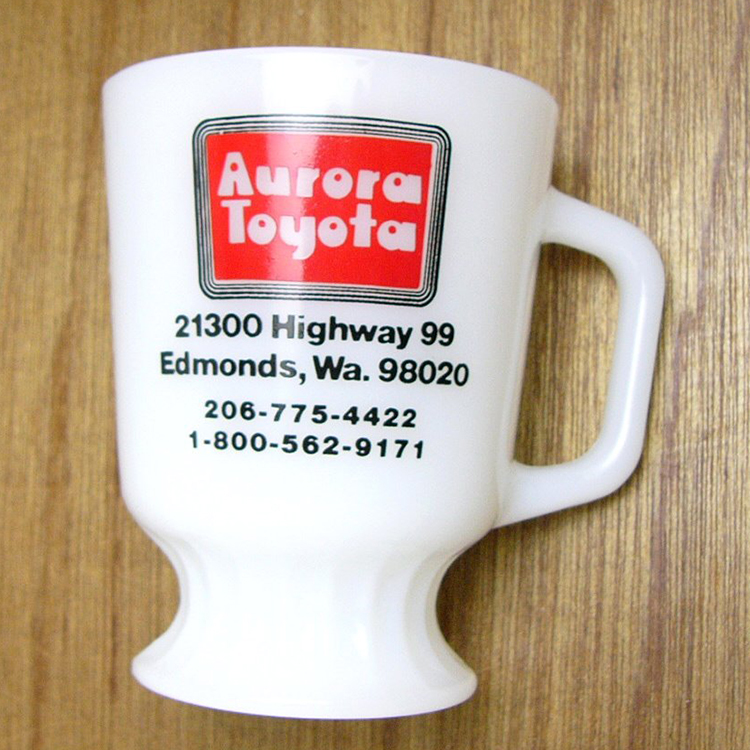 Aurora
Toyota
21300 Highway 99
Edmonds, Wa. 98020
206-775-4422
1-800-562-9171